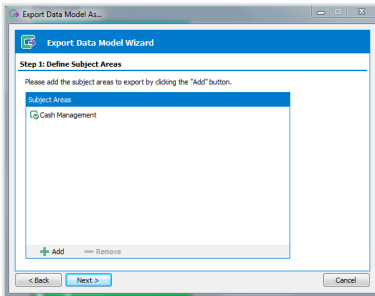 Export Data Model As...
Export Data Model Wizard
Step 1: Define Subject Areas
Please add the subject areas to export by clicking the "Add" button.
Subject Areas
Cash Management
Add Remove
< Back Next > Cancel